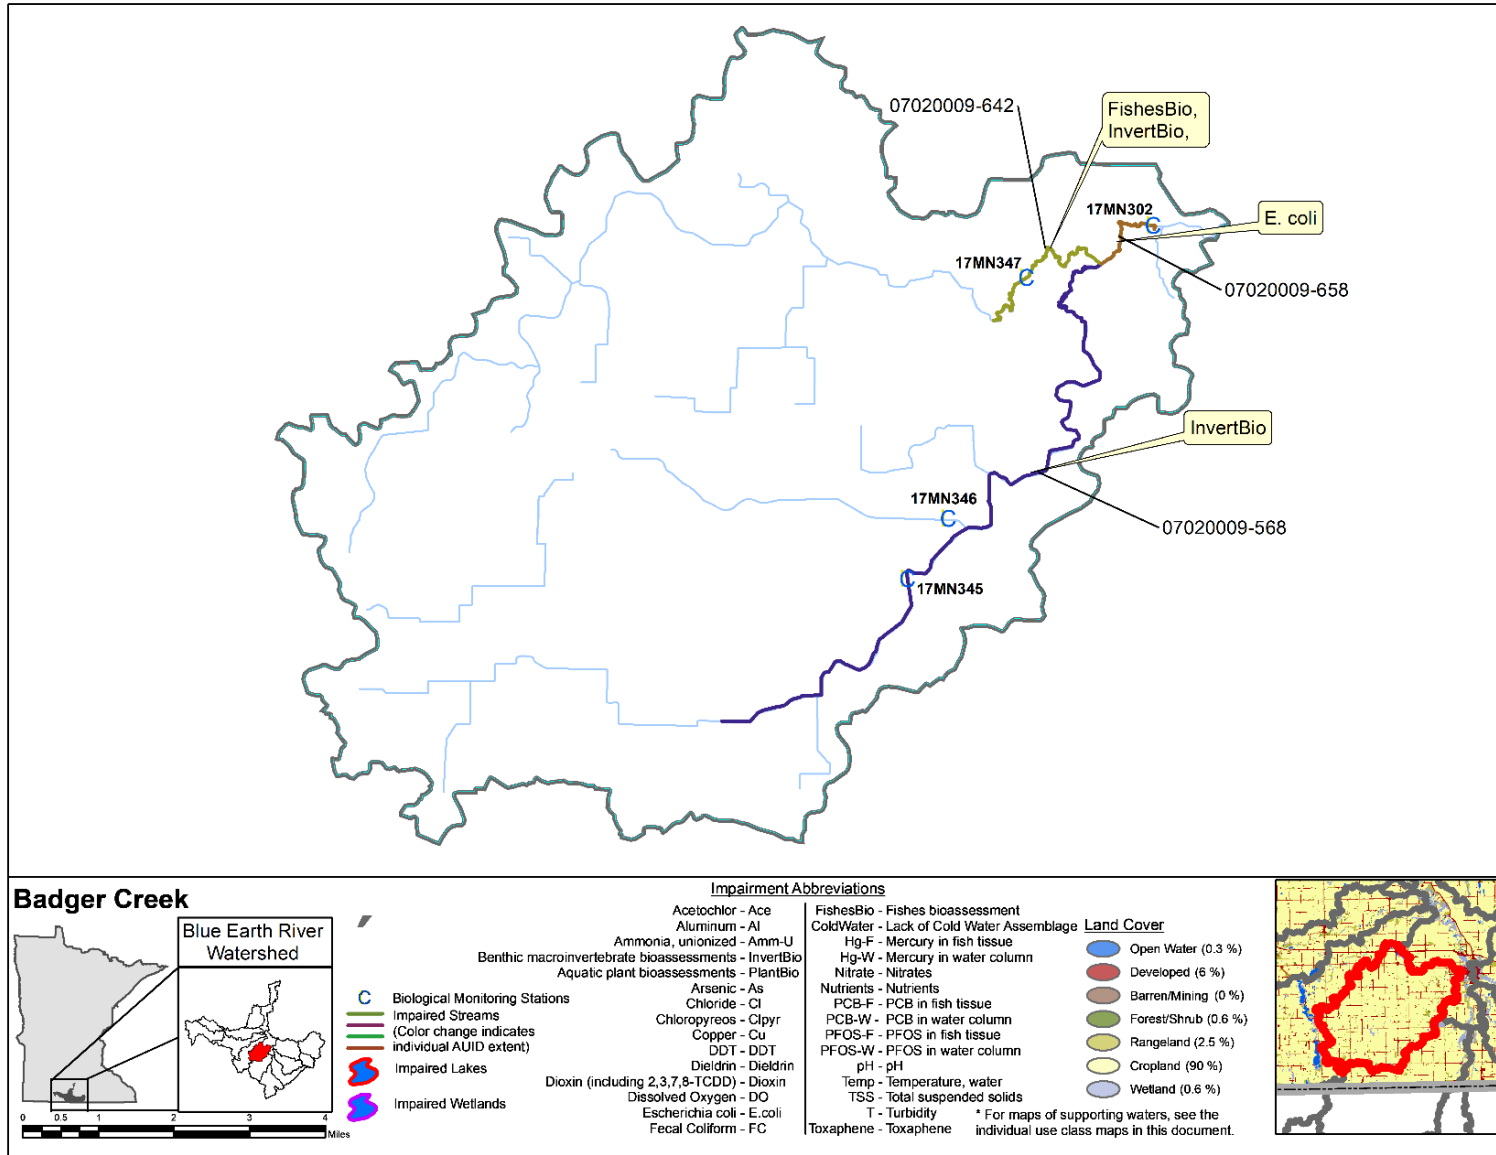 07020009-642
FishesBio,
InvertBio,
17MN302
E. coli
17MN347
07020009-658
InvertBio
17MN346
07020009-568
17MN345
Badger Creek
Blue Earth River
Watershed
0 0.5 1 2 3 4
Miles
C Biological Monitoring Stations
Impaired Streams
(Color change indicates
individual AUID extent)
Impaired Lakes
Impaired Wetlands
Impairment Abbreviations
Acetochlor - Ace
Aluminum - Al
Ammonia, unionized - Amm-U
Benthic macroinvertebrate bioassessments - InvertBio
Aquatic plant bioassessments - PlantBio
Arsenic - As
Chloride - Cl
Chloropyreos - Clpyr
Copper - Cu
DDT - DDT
Dieldrin - Dieldrin
Dioxin (including 2,3,7,8-TCDD) - Dioxin
Dissolved Oxygen - DO
Escherichia coli - E.coli
Fecal Coliform - FC
FishesBio - Fishes bioassessment
ColdWater - Lack of Cold Water Assemblage
Hg-F - Mercury in fish tissue
Hg-W - Mercury in water column
Nitrate - Nitrates
Nutrients - Nutrients
PCB-F - PCB in fish tissue
PCB-W - PCB in water column
PFOS-F - PFOS in fish tissue
PFOS-W - PFOS in water column
pH - pH
Temp - Temperature, water
TSS - Total suspended solids
T - Turbidity
Toxaphene - Toxaphene
* For maps of supporting waters, see the
individual use class maps in this document.
Land Cover
Open Water (0.3 %)
Developed (6 %)
Barren/Mining (0 %)
Forest/Shrub (0.6 %)
Rangeland (2.5 %)
Cropland (90 %)
Wetland (0.6 %)